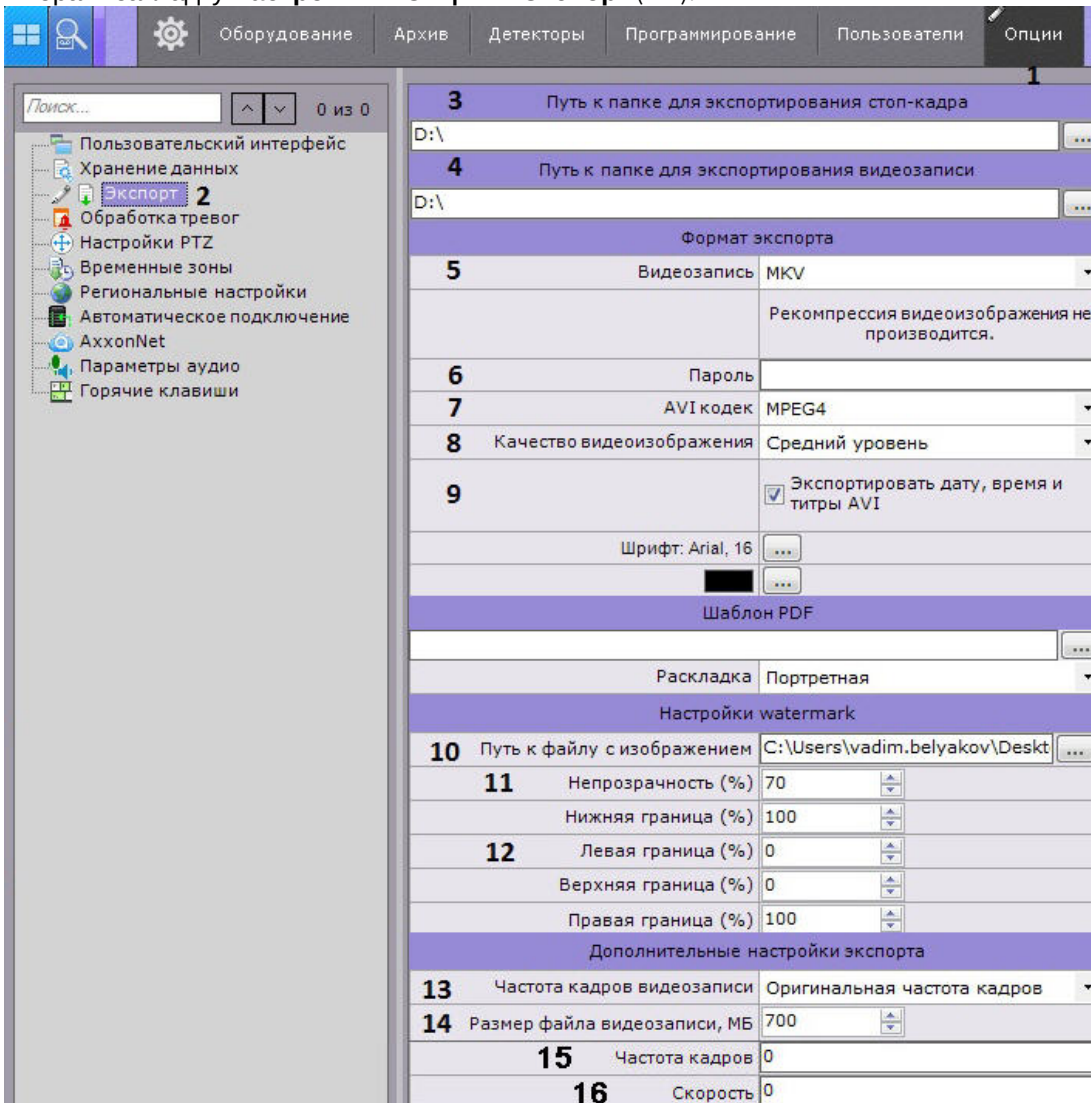 Оборудование Архив Детекторы Программирование Пользователи Опции
1
Поиск... 0 из 0
Пользовательский интерфейс
Хранение данных
Экспорт 2
Обработка тревог
Настройки PTZ
Временные зоны
Региональные настройки
Автоматическое подключение
AxxonNet
Параметры аудио
Горячие клавиши
3 Путь к папке для экспортирования стоп-кадра
D:\ ...
4 Путь к папке для экспортирования видеозаписи
D:\ ...
Формат экспорта
5 Видеозапись MKV
Рекомпрессия видеоизображения не
производится.
6 Пароль
7 AVI кодек MPEG4
8 Качество видеоизображения Средний уровень
9 Экспортировать дату, время и
титры AVI
Шрифт: Arial, 16 ...
...
Шаблон PDF
...
Раскладка Портретная
Настройки watermark
10 Путь к файлу с изображением C:\Users\vadim.belyakov\Deskt ...
11 Непрозрачность (%) 70
Нижняя граница (%) 100
12 Левая граница (%) 0
Верхняя граница (%) 0
Правая граница (%) 100
Дополнительные настройки экспорта
13 Частота кадров видеозаписи Оригинальная частота кадров
14 Размер файла видеозаписи, МБ 700
15 Частота кадров 0
16 Скорость 0